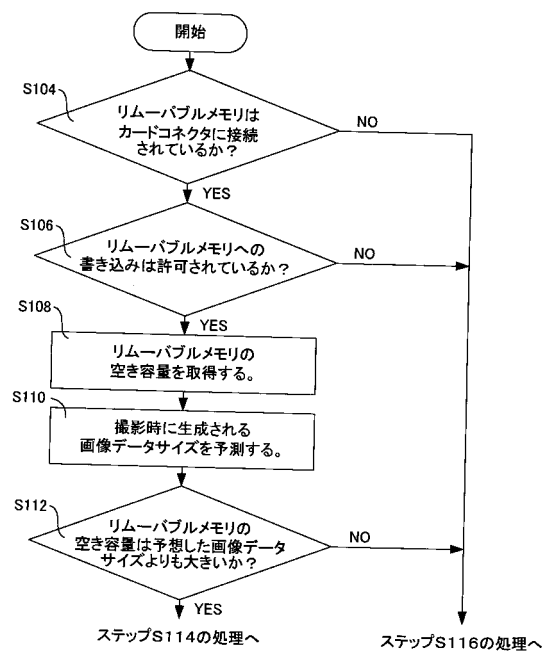 開始
S104
リムーバブルメモリは
カードコネクタに接続
されているか?
NO
YES
S106
リムーバブルメモリへの
書き込みは許可されているか?
NO
YES
S108
リムーバブルメモリの
空き容量を取得する。
S110
撮影時に生成される
画像データサイズを予測する。
S112
リムーバブルメモリの
空き容量は予想した画像データ
サイズよりも大きいか?
NO
YES
ステップS114の処理へ
ステップS116の処理へ